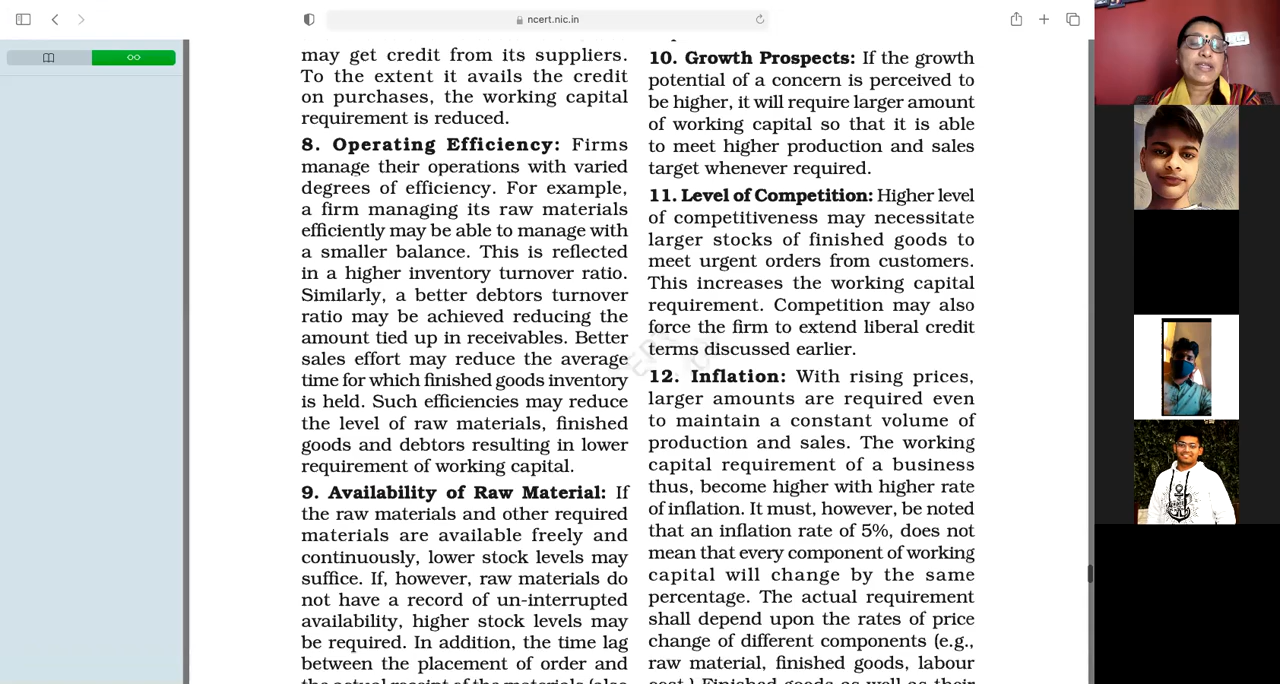 ncert.nic.in
may get credit from its suppliers.
To the extent it avails the credit
on purchases, the working capital
requirement is reduced.
8. Operating Efficiency: Firms
manage their operations with varied
degrees of efficiency. For example,
a firm managing its raw materials
efficiently may be able to manage with
a smaller balance. This is reflected
in a higher inventory turnover ratio.
Similarly, a better debtors turnover
ratio may be achieved reducing the
amount tied up in receivables. Better
sales effort may reduce the average
time for which finished goods inventory
is held. Such efficiencies may reduce
the level of raw materials, finished
goods and debtors resulting in lower
requirement of working capital.
9. Availability of Raw Material: If
the raw materials and other required
materials are available freely and
continuously, lower stock levels may
suffice. If, however, raw materials do
not have a record of un-interrupted
availability, higher stock levels may
be required. In addition, the time lag
between the placement of order and
the actual receipt of the materials (also
10. Growth Prospects: If the growth
potential of a concern is perceived to
be higher, it will require larger amount
of working capital so that it is able
to meet higher production and sales
target whenever required.
11. Level of Competition: Higher level
of competitiveness may necessitate
larger stocks of finished goods to
meet urgent orders from customers.
This increases the working capital
requirement. Competition may also
force the firm to extend liberal credit
terms discussed earlier.
12. Inflation: With rising prices,
larger amounts are required even
to maintain a constant volume of
production and sales. The working
capital requirement of a business
thus, become higher with higher rate
of inflation. It must, however, be noted
that an inflation rate of 5%, does not
mean that every component of working
capital will change by the same
percentage. The actual requirement
shall depend upon the rates of price
change of different components (e.g.,
raw material, finished goods, labour
cost.) Finished goods as well as their